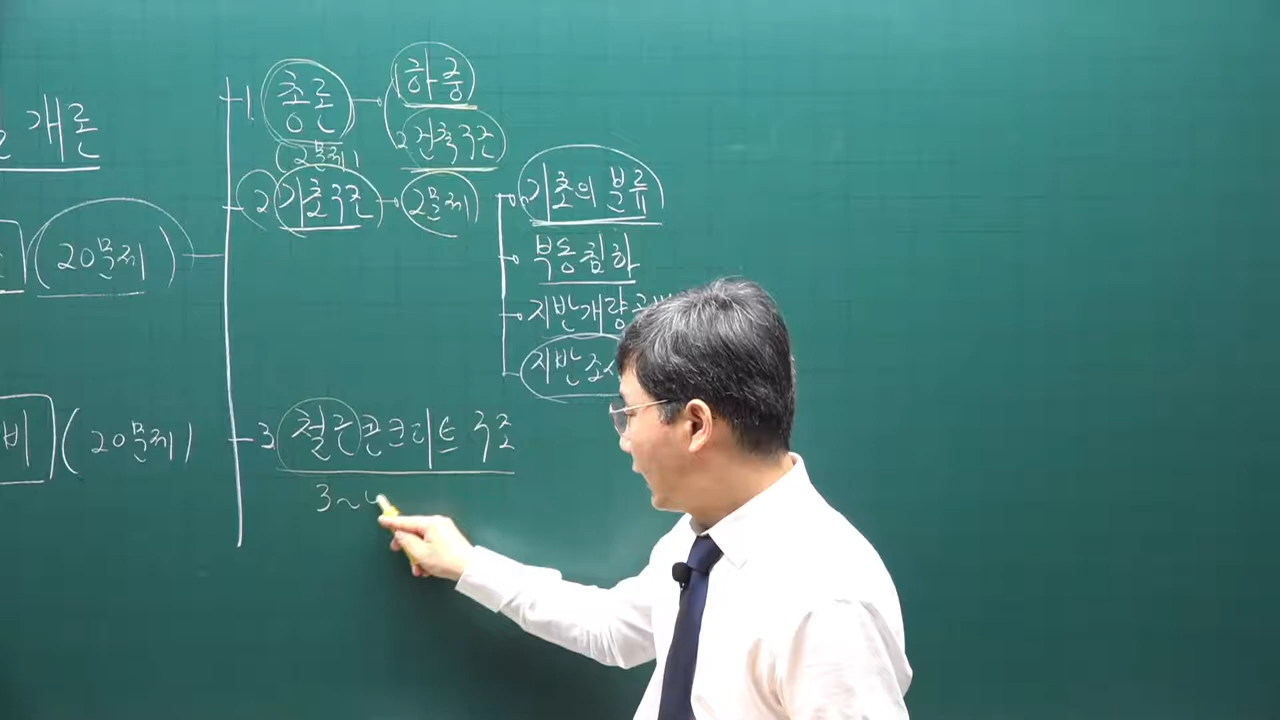 개론
(20문제)
비 (20문제)
1. 총론
(2문제)
하중
2 건축구조
2 기초구조
2문제
기초의 분류
부동침하
지반개량공법
지반조사
3 철근콘크리트 구조
3~4